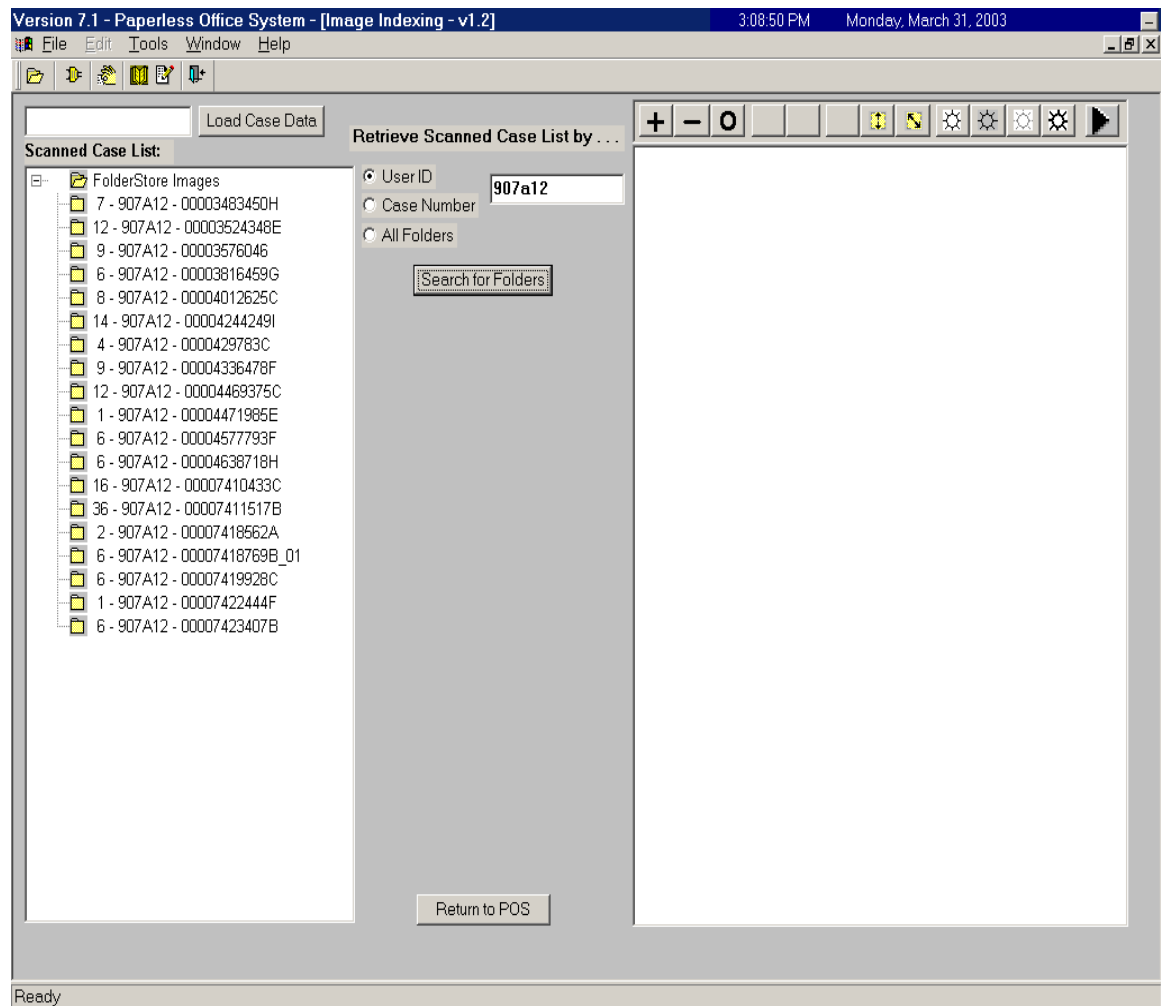 Version 7.1 - Paperless Office System - [Image Indexing - v1.2] 3:08:50 PM Monday, March 31, 2003
File Edit Tools Window Help
Load Case Data
Scanned Case List:
FolderStore Images
7 - 907A12 - 00003483450H
12 - 907A12 - 00003524348E
9 - 907A12 - 00003576046
6 - 907A12 - 00003816459G
8 - 907A12 - 00004012625C
14 - 907A12 - 00004244249I
4 - 907A12 - 0000429783C
9 - 907A12 - 00004336478F
12 - 907A12 - 00004469375C
1 - 907A12 - 00004471985E
6 - 907A12 - 00004577793F
6 - 907A12 - 00004638718H
16 - 907A12 - 00007410433C
36 - 907A12 - 00007411517B
2 - 907A12 - 00007418562A
6 - 907A12 - 00007418769B_01
6 - 907A12 - 00007419928C
1 - 907A12 - 00007422444F
6 - 907A12 - 00007423407B
Retrieve Scanned Case List by . . .
User ID
907a12
Case Number
All Folders
Search for Folders
Return to POS
+ - O
Ready